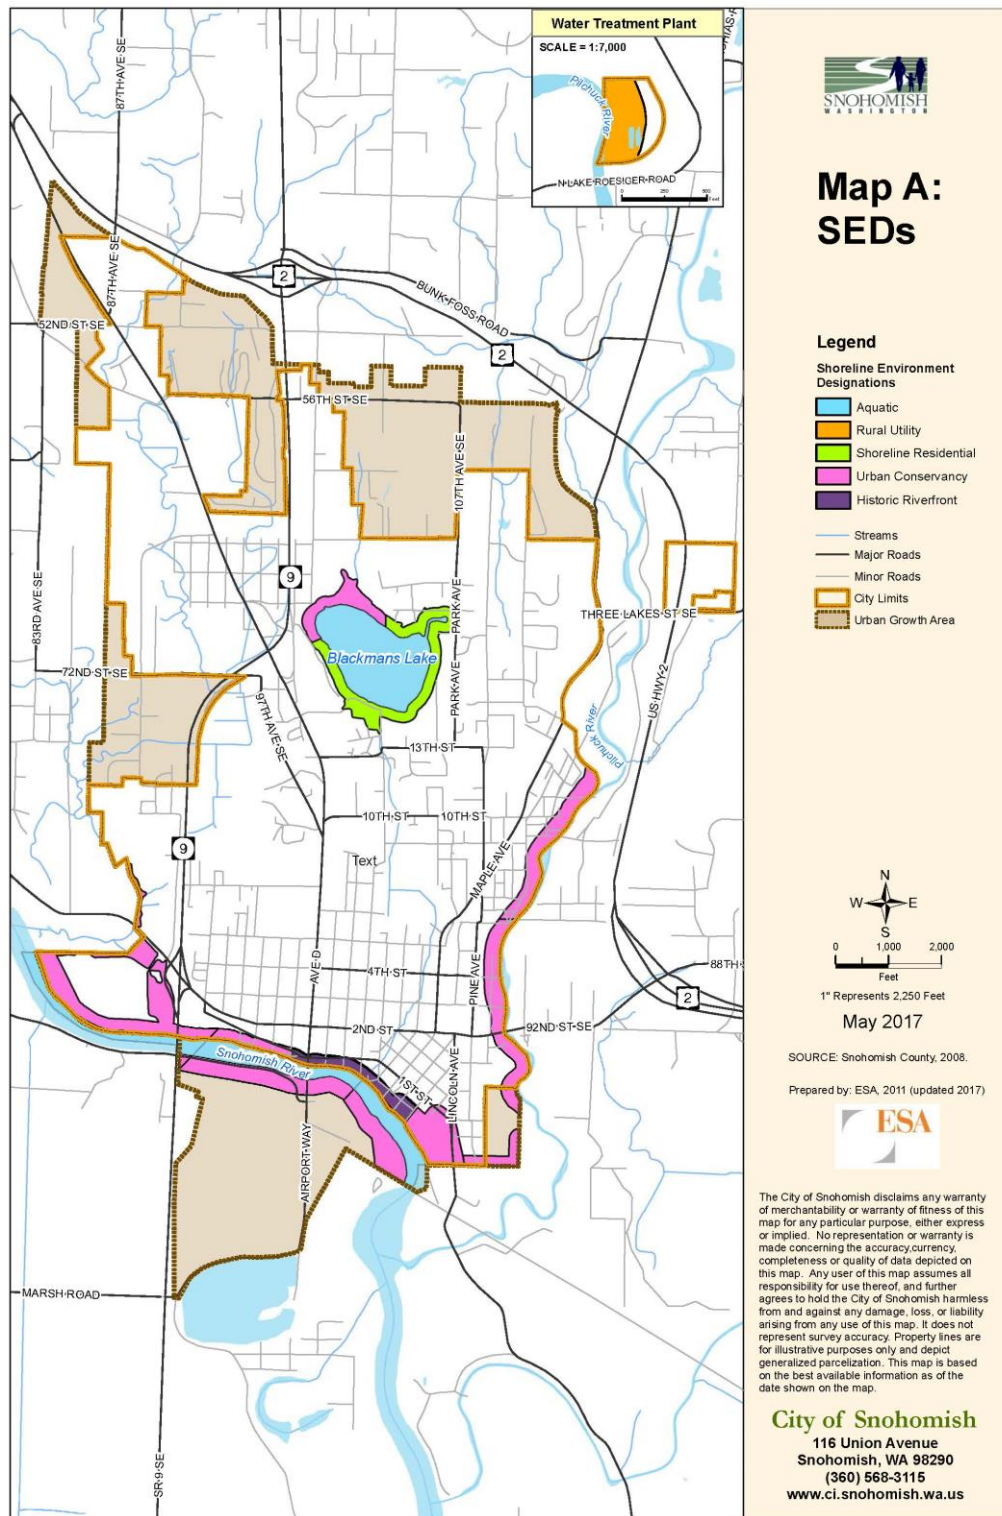 Water Treatment Plant
SCALE = 1:7,000
Pilchuck River
N LAKE ROESIGER ROAD
0 250 500
Feet
87TH AVE SE
87TH AVE SE
2
BUNK FOSS ROAD
2
52ND ST SE
56TH ST SE
107TH AVE SE
83RD AVE SE
9
THREE LAKES ST SE
PARK AVE
Blackmans Lake
PARK AVE
72ND ST SE
97TH AVE SE
US HWY 2
Pilchuck River
13TH ST
10TH ST
10TH ST
9
Text
MAPLE AVE
AVE D
4TH ST
PINE AVE
88TH
2
2ND ST
92ND ST SE
Snohomish River
1ST ST
LINCOLN AVE
AIRPORT WAY
MARSH ROAD
SR 9 SE
SNOHOMISH
WASHINGTON
Map A:
SEDs
Legend
Shoreline Environment
Designations
Aquatic
Rural Utility
Shoreline Residential
Urban Conservancy
Historic Riverfront
Streams
Major Roads
Minor Roads
City Limits
Urban Growth Area
N
W E
S
0 1,000 2,000
Feet
1" Represents 2,250 Feet
May 2017
SOURCE: Snohomish County, 2008.
Prepared by: ESA, 2011 (updated 2017)
ESA
The City of Snohomish disclaims any warranty
of merchantability or warranty of fitness of this
map for any particular purpose, either express
or implied. No representation or warranty is
made concerning the accuracy,currency,
completeness or quality of data depicted on
this map. Any user of this map assumes all
responsibility for use thereof, and further
agrees to hold the City of Snohomish harmless
from and against any damage, loss, or liability
arising from any use of this map. It does not
represent survey accuracy. Property lines are
for illustrative purposes only and depict
generalized parcelization. This map is based
on the best available information as of the
date shown on the map.
City of Snohomish
116 Union Avenue
Snohomish, WA 98290
(360) 568-3115
www.ci.snohomish.wa.us